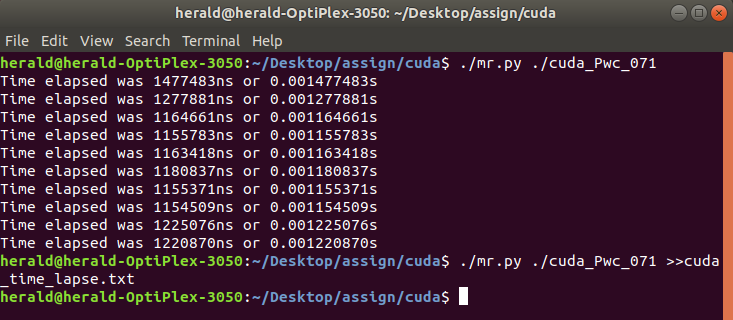 herald@herald-OptiPlex-3050: ~/Desktop/assign/cuda
File Edit View Search Terminal Help
herald@herald-OptiPlex-3050:~/Desktop/assign/cuda$ ./mr.py ./cuda_Pwc_071
Time elapsed was 1477483ns or 0.001477483s
Time elapsed was 1277881ns or 0.001277881s
Time elapsed was 1164661ns or 0.001164661s
Time elapsed was 1155783ns or 0.001155783s
Time elapsed was 1163418ns or 0.001163418s
Time elapsed was 1180837ns or 0.001180837s
Time elapsed was 1155371ns or 0.001155371s
Time elapsed was 1154509ns or 0.001154509s
Time elapsed was 1225076ns or 0.001225076s
Time elapsed was 1220870ns or 0.001220870s
herald@herald-OptiPlex-3050:~/Desktop/assign/cuda$ ./mr.py ./cuda_Pwc_071 >>cuda
_time_lapse.txt
herald@herald-OptiPlex-3050:~/Desktop/assign/cuda$